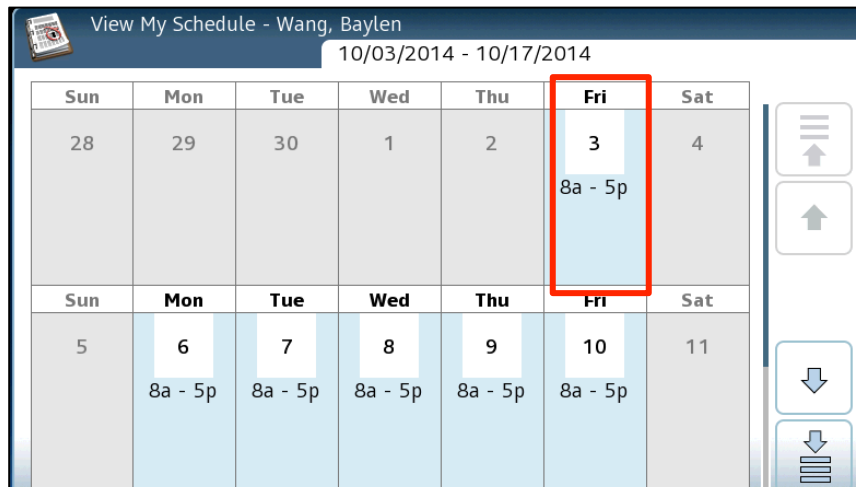 View My Schedule - Wang, Baylen
10/03/2014 - 10/17/2014
Sun Mon Tue Wed Thu Fri Sat
28 29 30 1 2 3 4
8a - 5p
Sun Mon Tue Wed Thu Fri Sat
5 6 7 8 9 10 11
8a - 5p 8a - 5p 8a - 5p 8a - 5p 8a - 5p